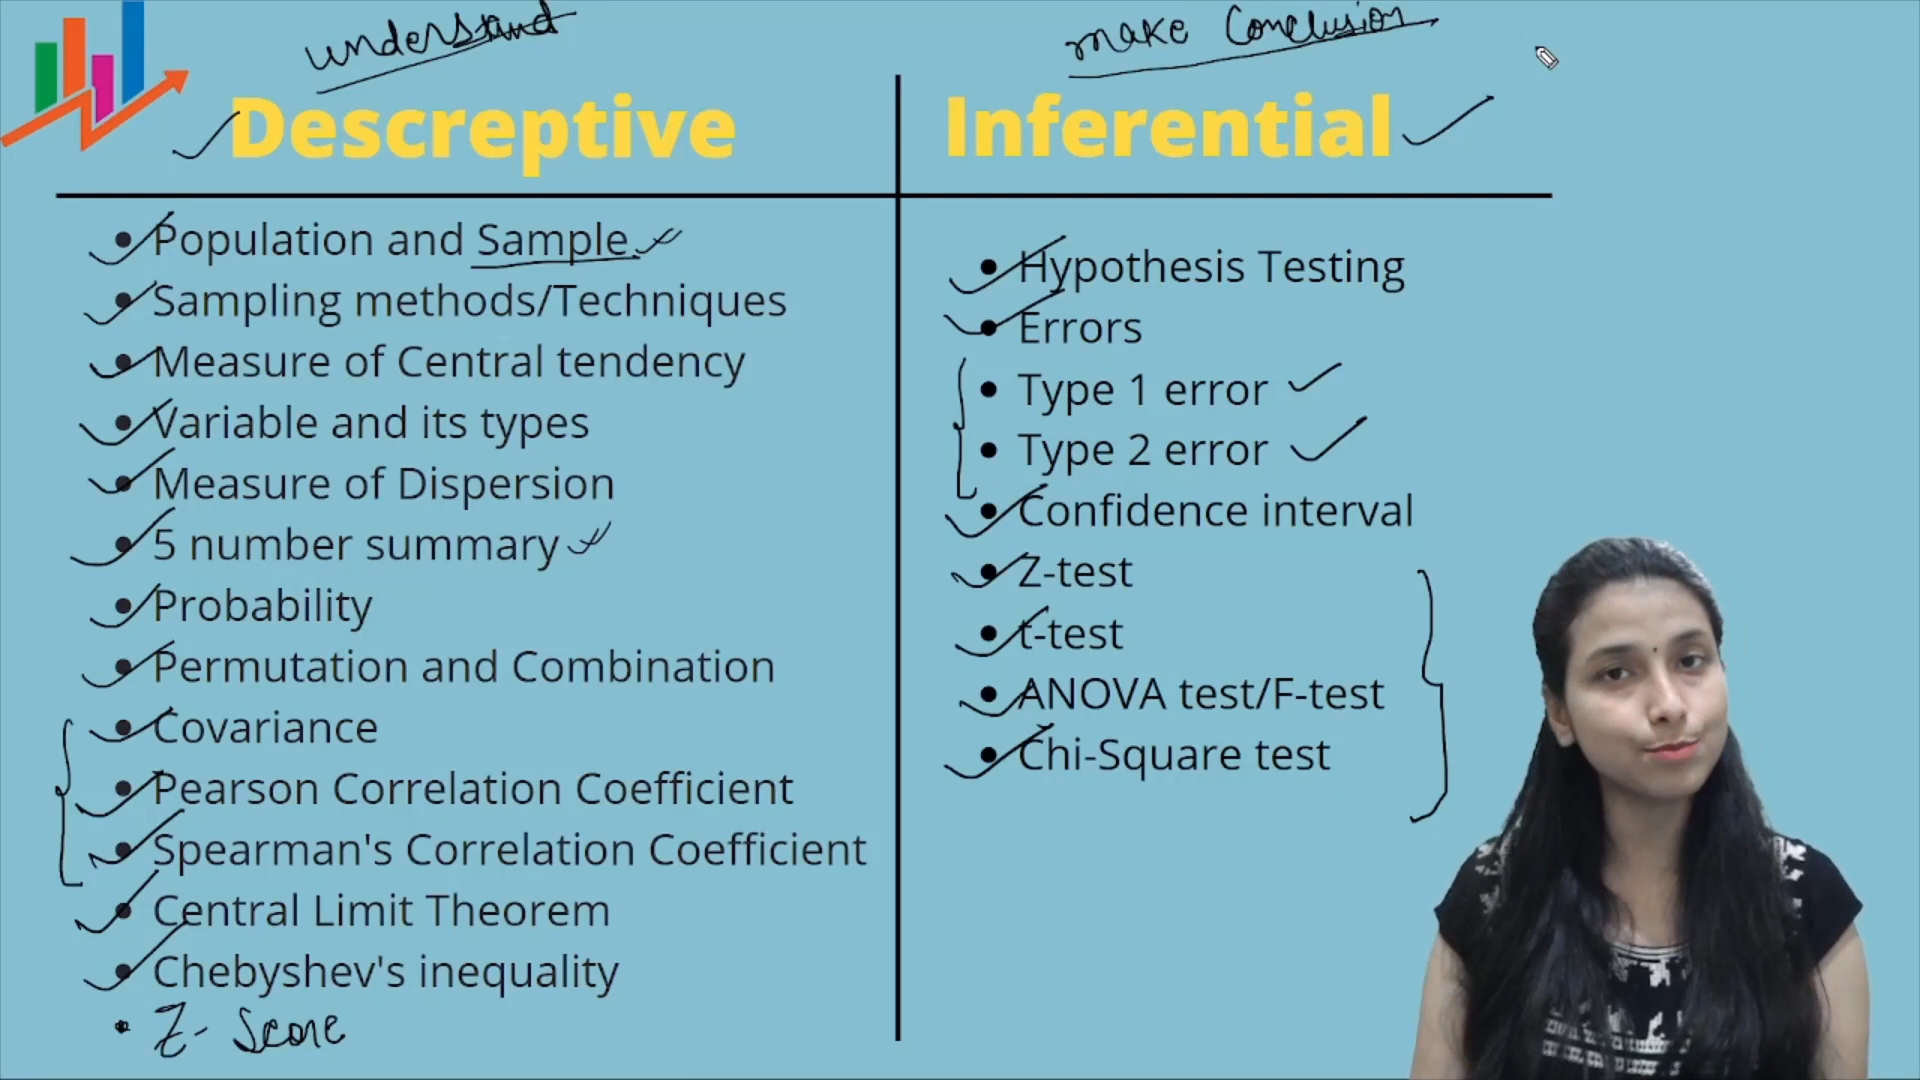 understand
make Conclusion
Descreptive
Inferential
Population and Sample.
Sampling methods/Techniques
Measure of Central tendency
Variable and its types
Measure of Dispersion
5 number summary
Probability
Permutation and Combination
Covariance
Pearson Correlation Coefficient
Spearman's Correlation Coefficient
Central Limit Theorem
Chebyshev's inequality
Z- Score
Hypothesis Testing
Errors
Type 1 error
Type 2 error
Confidence interval
Z-test
t-test
ANOVA test/F-test
Chi-Square test